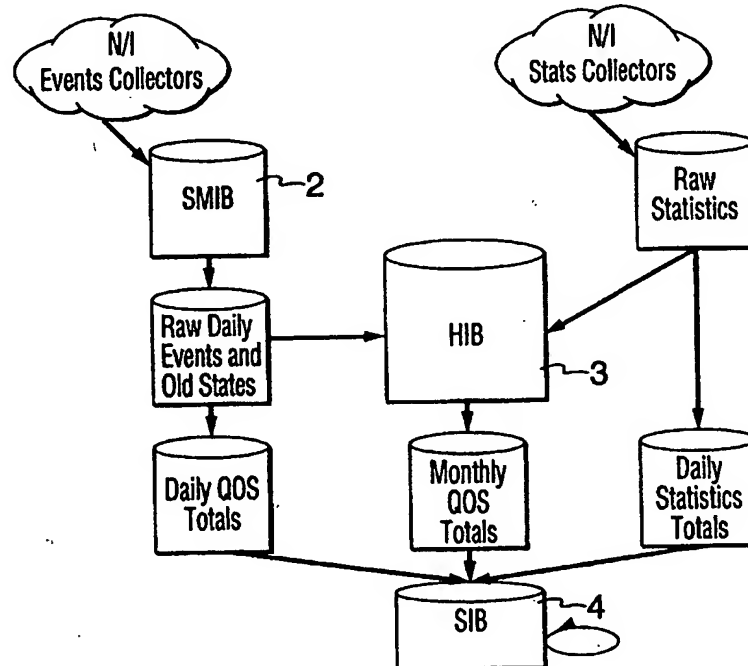 N/I
Events Collectors
N/I
Stats Collectors
SMIB
2
Raw
Statistics
Raw Daily
Events and
Old States
HIB
3
Daily QOS
Totals
Monthly
QOS
Totals
Daily
Statistics
Totals
SIB
4